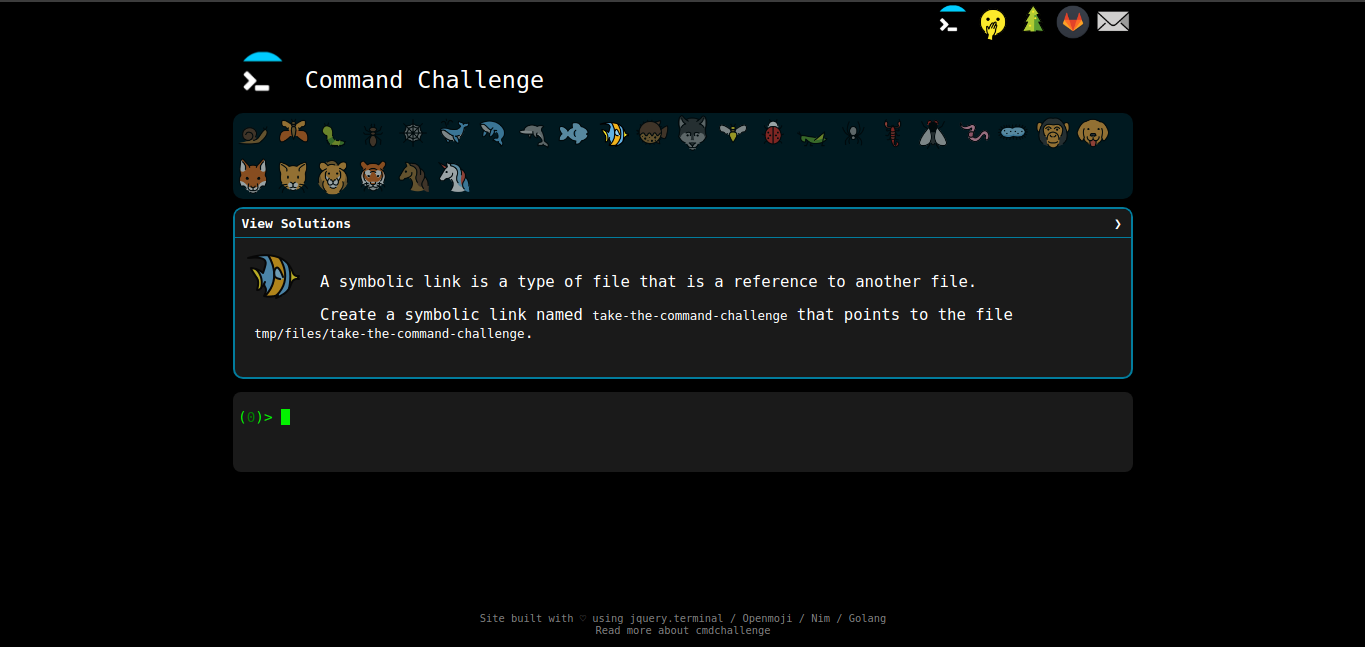 Command Challenge
View Solutions ❯
A symbolic link is a type of file that is a reference to another file.
Create a symbolic link named take-the-command-challenge that points to the file
tmp/files/take-the-command-challenge.
(0)>
Site built with ♡ using jquery.terminal / Openmoji / Nim / Golang
Read more about cmdchallenge